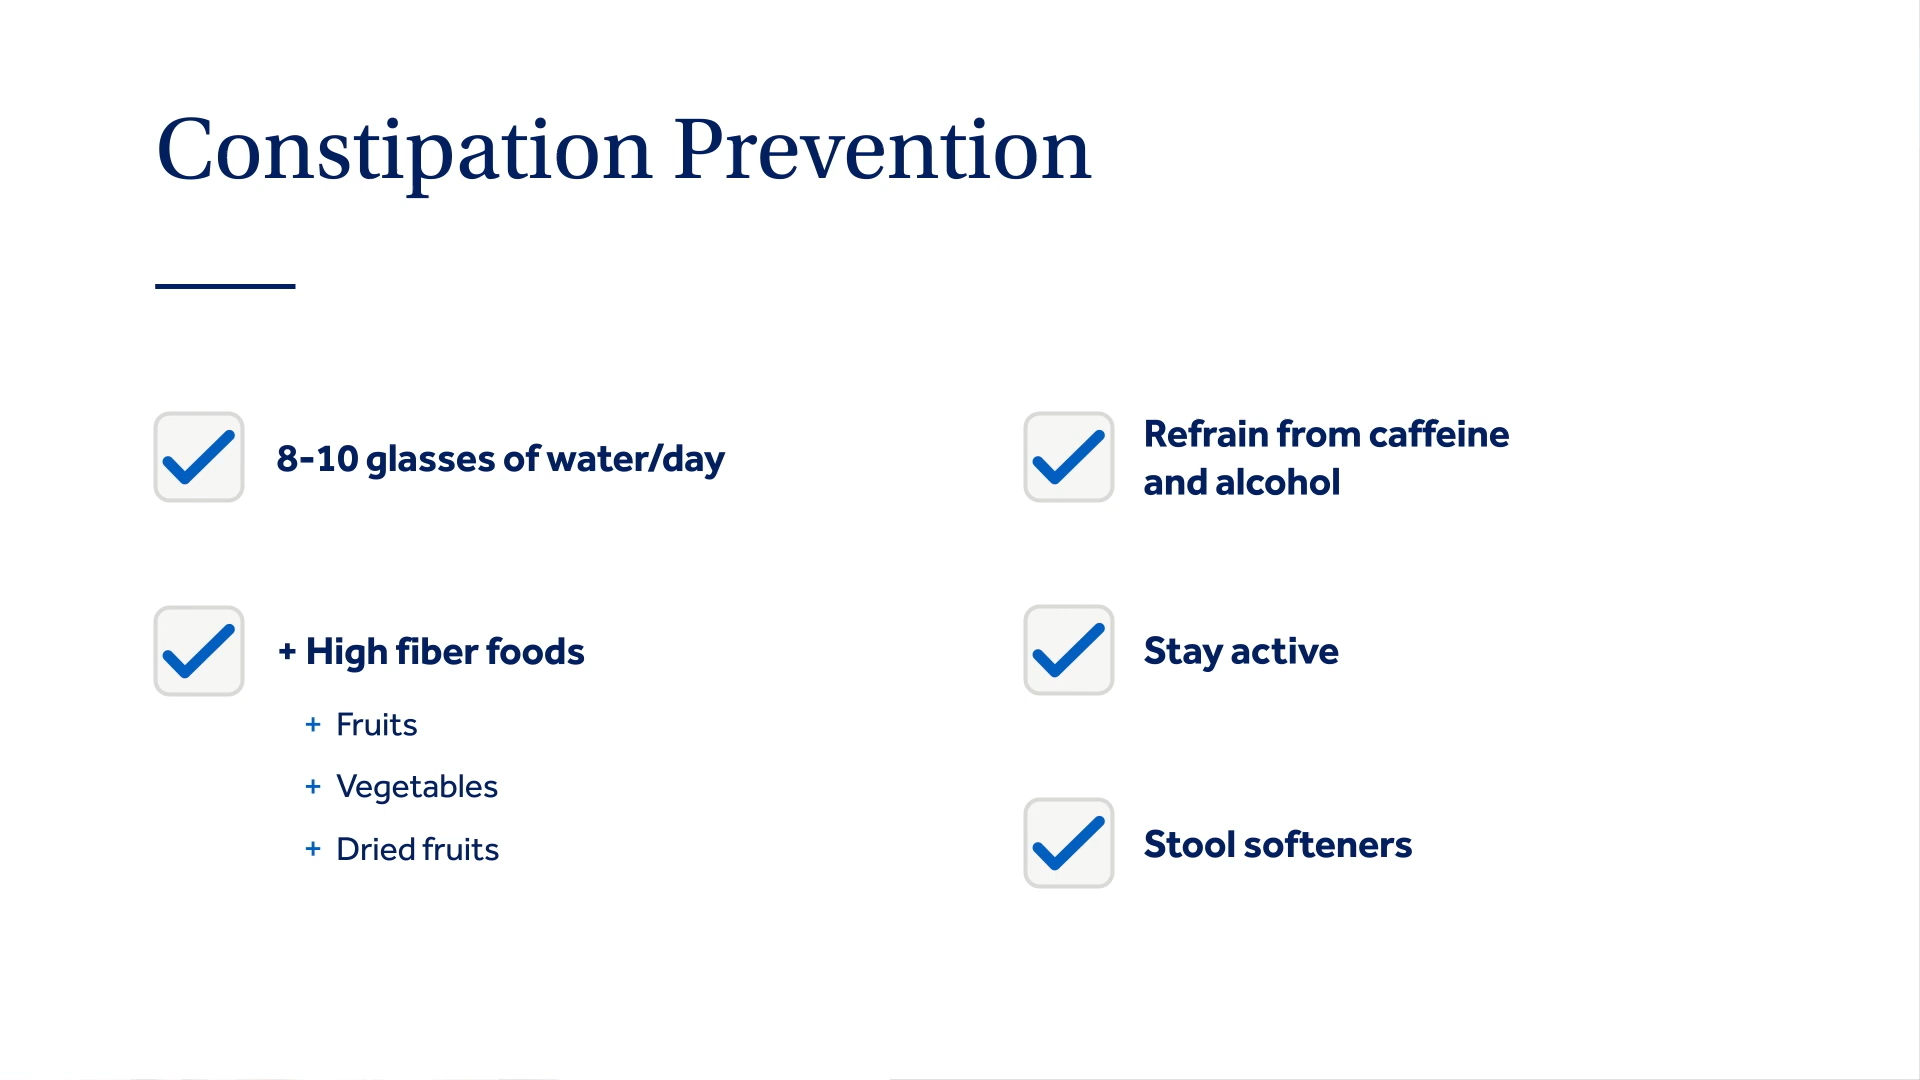 Constipation Prevention
8-10 glasses of water/day
+ High fiber foods
+ Fruits
+ Vegetables
+ Dried fruits
Refrain from caffeine
and alcohol
Stay active
Stool softeners